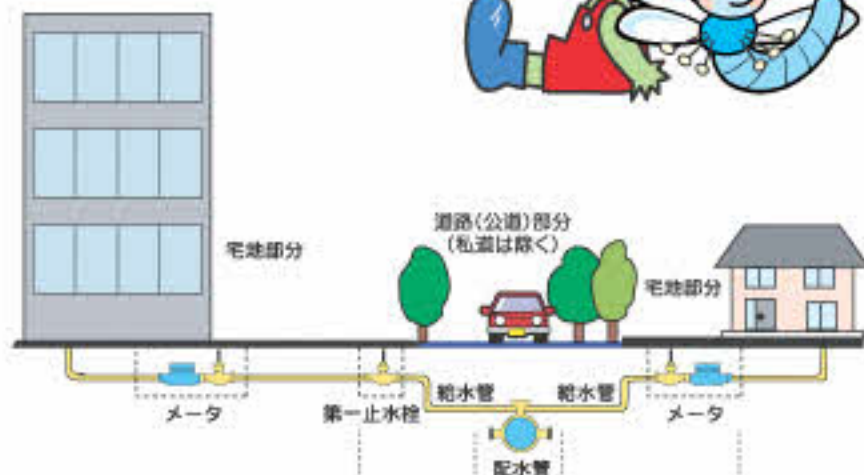 宅地部分
道路(公道)部分
(私道は除く)
宅地部分
メータ
第一止水栓
給水管
給水管
メータ
配水管